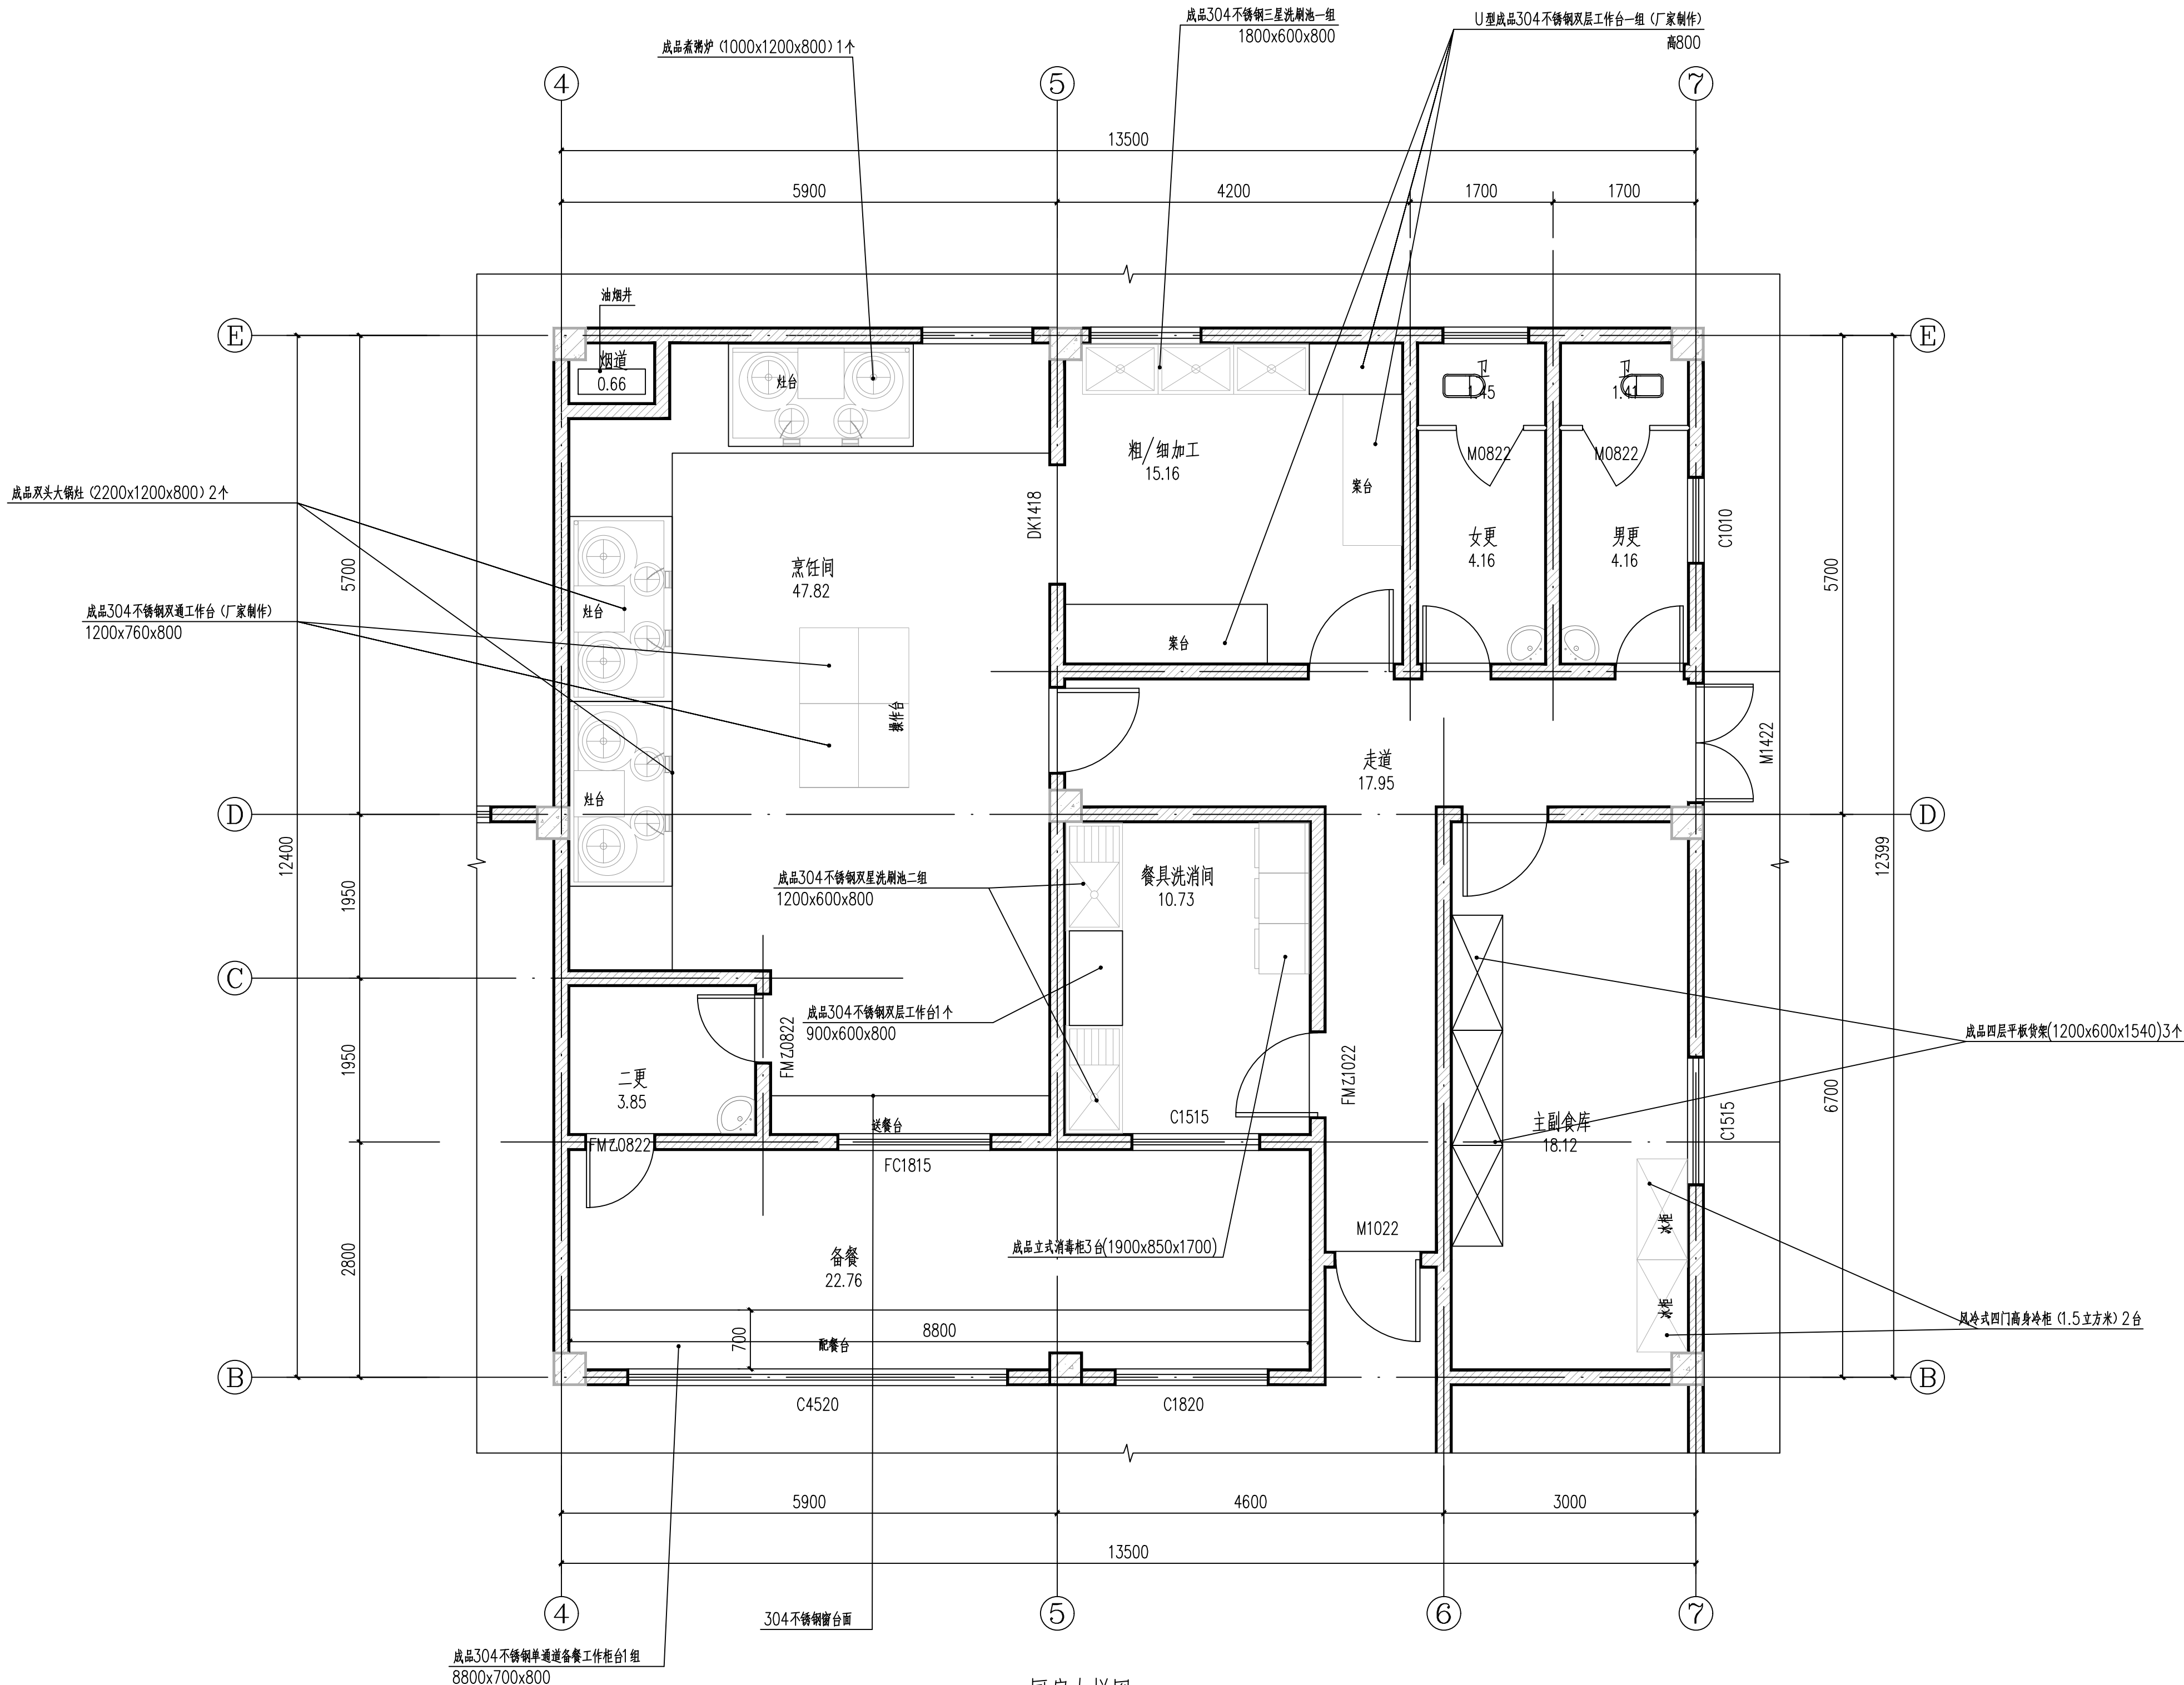 成品304不锈钢三星洗刷池一组
1800x600x800
U型成品304不锈钢双层工作台一组（厂家制作）
高800
成品煮粥炉（1000x1200x800）1个
4
5
7
13500
5900
4200
1700
1700
油烟井
E
E
烟道
0.66
灶台
卫
1.45
卫
1.41
M0822
M0822
粗/细加工
15.16
案台
DK1418
成品双头大锅灶（2200x1200x800）2个
C1010
女更
4.16
男更
4.16
烹饪间
47.82
5700
5700
成品304不锈钢双通工作台（厂家制作）
1200x760x800
灶台
案台
操作台
走道
17.95
M1422
灶台
D
D
12400
12399
餐具洗消间
10.73
成品304不锈钢双星洗刷池二组
1200x600x800
1950
C
成品304不锈钢双层工作台1个
900x600x800
成品四层平板货架(1200x600x1540)3个
FMZ0822
FMZ1022
1950
二更
3.85
C1515
送餐台
主副食库
18.12
C1515
6700
FMZ0822
FC1815
冰柜
M1022
成品立式消毒柜3台(1900x850x1700)
备餐
22.76
2800
冰柜
风冷式四门高身冷柜（1.5立方米）2台
700
8800
配餐台
B
B
C4520
C1820
5900
4600
3000
13500
4
5
6
7
304不锈钢窗台面
成品304不锈钢单通道备餐工作柜台1组
8800x700x800